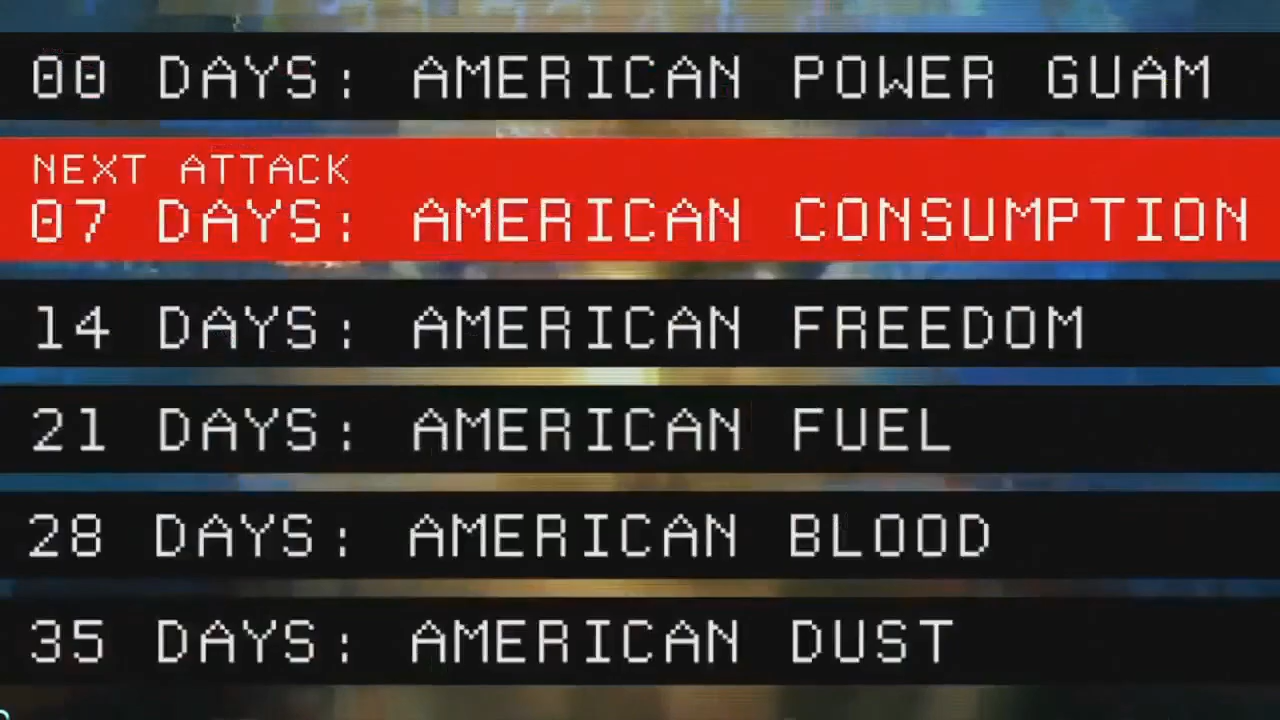 00 DAYS: AMERICAN POWER GUAM
NEXT ATTACK
07 DAYS: AMERICAN CONSUMPTION
14 DAYS: AMERICAN FREEDOM
21 DAYS: AMERICAN FUEL
28 DAYS: AMERICAN BLOOD
35 DAYS: AMERICAN DUST